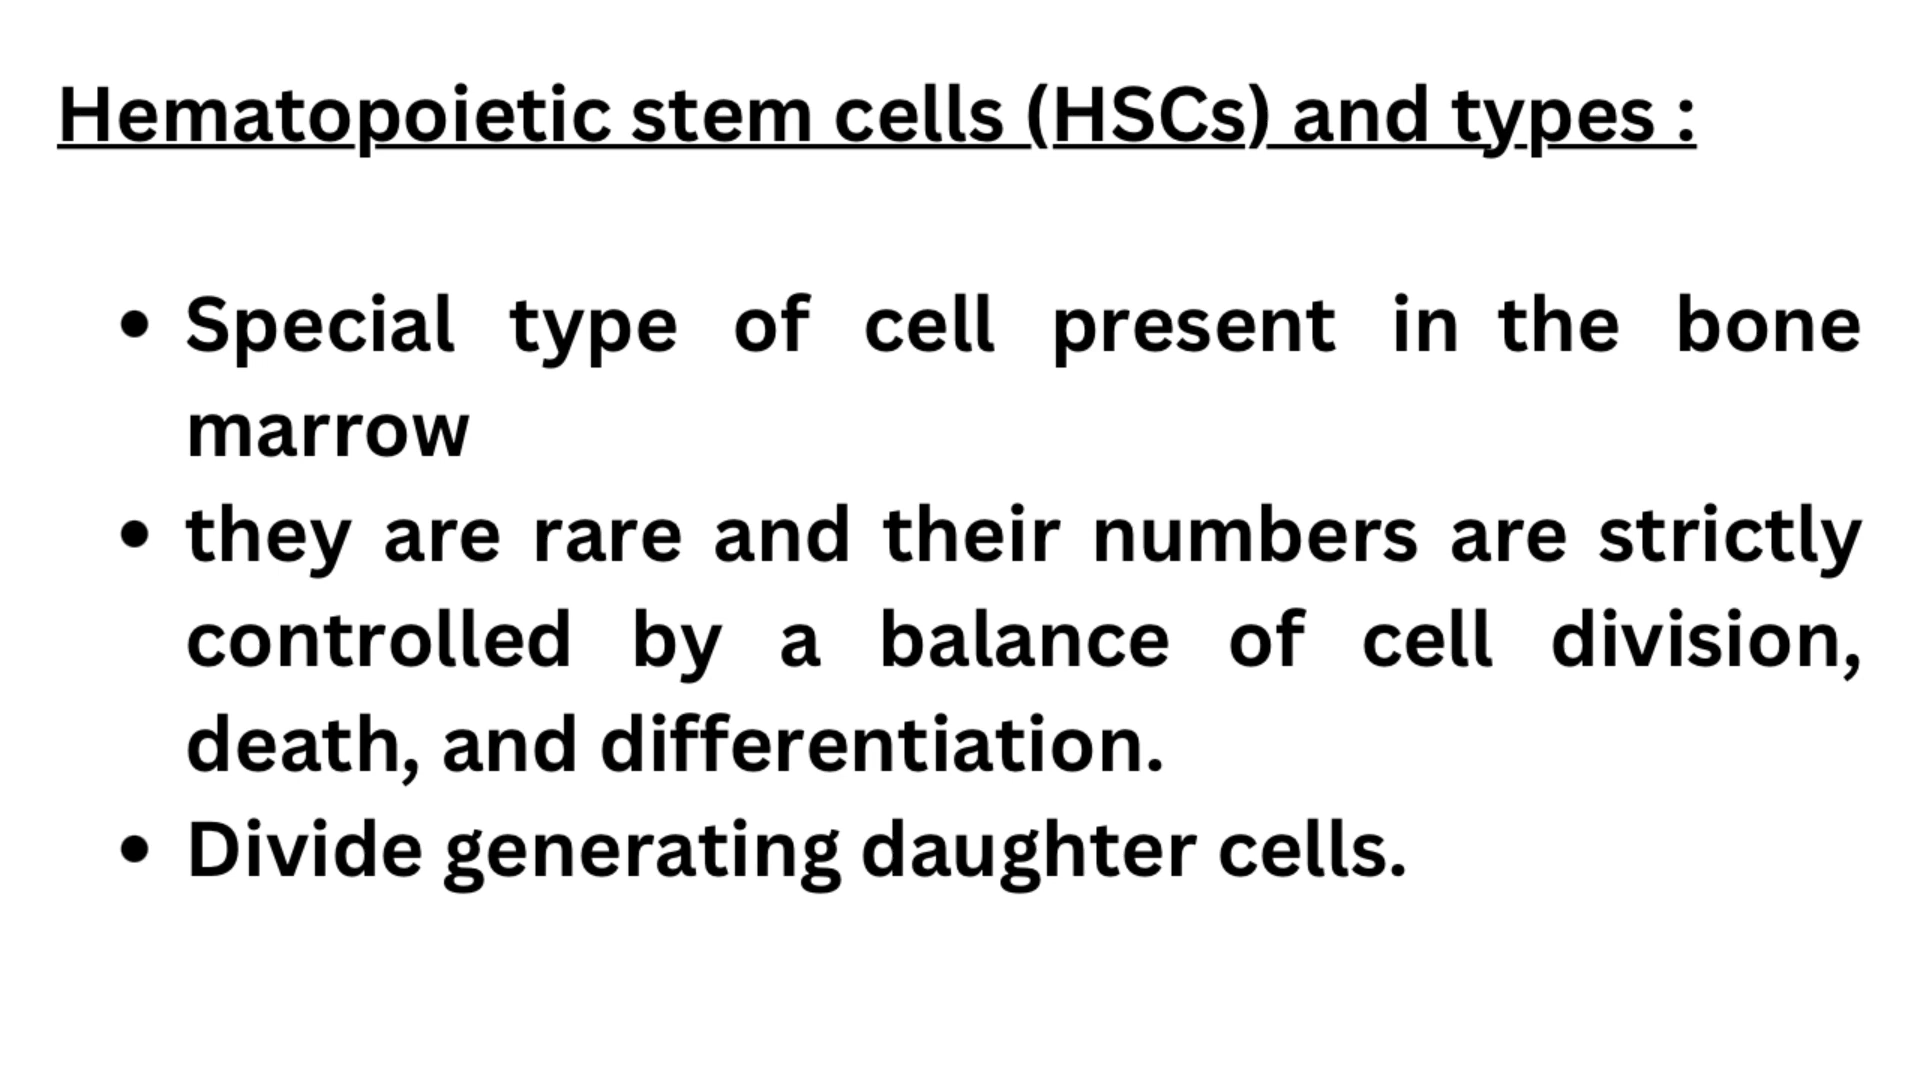 Hematopoietic stem cells (HSCs) and types :
• Special type of cell present in the bone
marrow
• they are rare and their numbers are strictly
controlled by a balance of cell division,
death, and differentiation.
• Divide generating daughter cells.